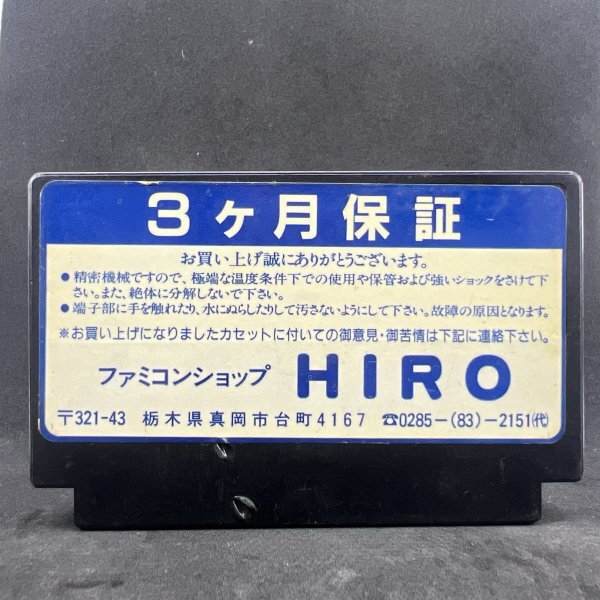 3ヶ月保証
お買い上げ誠にありがとうございます。
●精密機械ですので、極端な温度条件下での使用や保管および強いショックをさけて下
さい。また、絶体に分解しないで下さい。
●端子部に手を触れたり、水にぬらしたりして汚さないようにして下さい。故障の原因となります。
※お買い上げになりましたカセットに付いての御意見・御苦情は下記に連絡下さい。
ファミコンショップ HIRO
〒321-43 栃木県真岡市台町4167 ☎0285-(83)-2151㈹